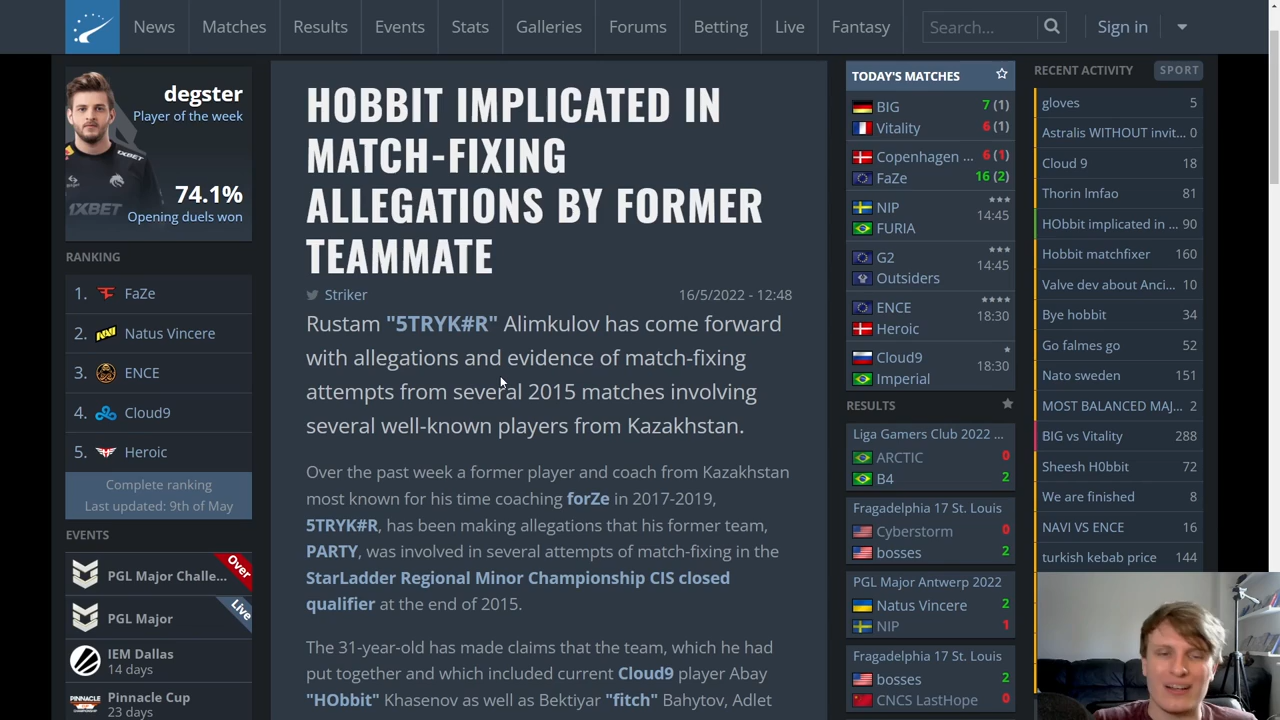 News
Matches
Results
Events
Stats
Galleries
Forums
Betting
Live
Fantasy
Search...
Sign in
degster
Player of the week
1XBET
74.1%
Opening duels won
RANKING
1. FaZe
2. Natus Vincere
3. ENCE
4. Cloud9
5. Heroic
Complete ranking
Last updated: 9th of May
EVENTS
PGL Major Challe...
Over
PGL Major
Live
IEM Dallas
14 days
Pinnacle Cup
23 days
HOBBIT IMPLICATED IN
MATCH-FIXING
ALLEGATIONS BY FORMER
TEAMMATE
Striker 16/5/2022 - 12:48
Rustam "5TRYK#R" Alimkulov has come forward
with allegations and evidence of match-fixing
attempts from several 2015 matches involving
several well-known players from Kazakhstan.
Over the past week a former player and coach from Kazakhstan
most known for his time coaching forZe in 2017-2019,
5TRYK#R, has been making allegations that his former team,
PARTY, was involved in several attempts of match-fixing in the
StarLadder Regional Minor Championship CIS closed
qualifier at the end of 2015.
The 31-year-old has made claims that the team, which he had
put together and which included current Cloud9 player Abay
"HObbit" Khasenov as well as Bektiyar "fitch" Bahytov, Adlet
TODAY'S MATCHES
BIG 7 (1)
Vitality 6 (1)
Copenhagen ... 6 (1)
FaZe 16 (2)
NIP
14:45
FURIA
G2
14:45
Outsiders
ENCE
18:30
Heroic
Cloud9
18:30
Imperial
RESULTS
Liga Gamers Club 2022 ...
ARCTIC 0
B4 2
Fragadelphia 17 St. Louis
Cyberstorm 0
bosses 2
PGL Major Antwerp 2022
Natus Vincere 2
NIP 1
Fragadelphia 17 St. Louis
bosses 2
CNCS LastHope 0
RECENT ACTIVITY SPORT
gloves 5
Astralis WITHOUT invit... 0
Cloud 9 18
Thorin lmfao 81
HObbit implicated in ... 90
Hobbit matchfixer 160
Valve dev about Anci... 10
Bye hobbit 34
Go falmes go 52
Nato sweden 151
MOST BALANCED MAJ... 2
BIG vs Vitality 288
Sheesh H0bbit 72
We are finished 8
NAVI VS ENCE 16
turkish kebab price 144